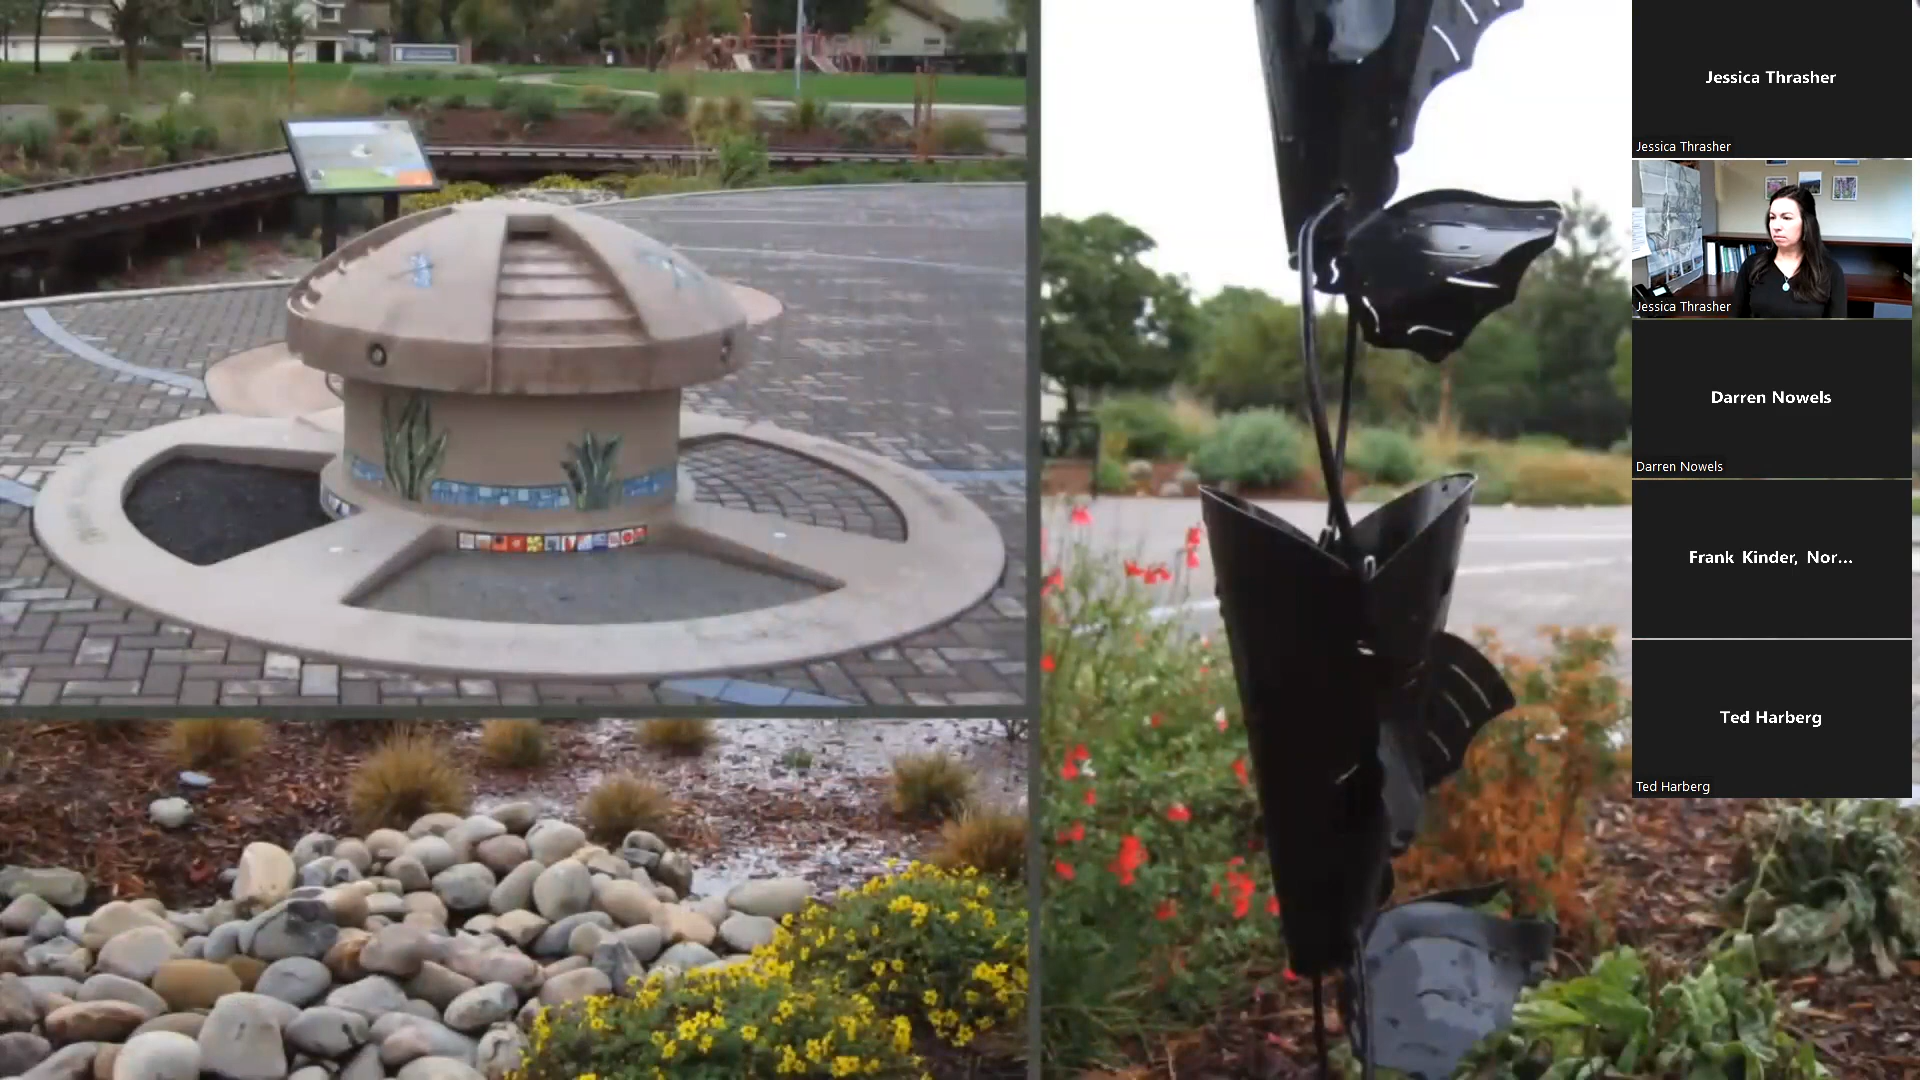 Jessica Thrasher
Jessica Thrasher
Jessica Thrasher
Darren Nowels
Darren Nowels
Frank Kinder, Nor...
Ted Harberg
Ted Harberg